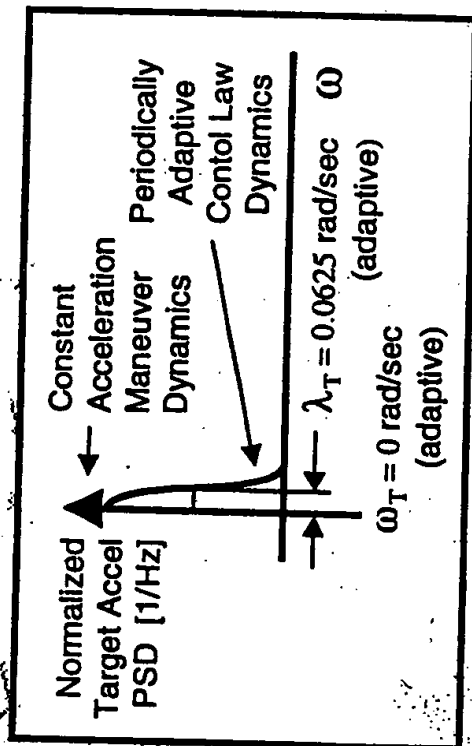 Normalized
Target Accel
PSD [1/Hz]
Constant
Acceleration
Maneuver
Dynamics
Periodically
Adaptive
Contol Law
Dynamics
λT = 0.0625 rad/sec
(adaptive)
ω
ωT = 0 rad/sec
(adaptive)